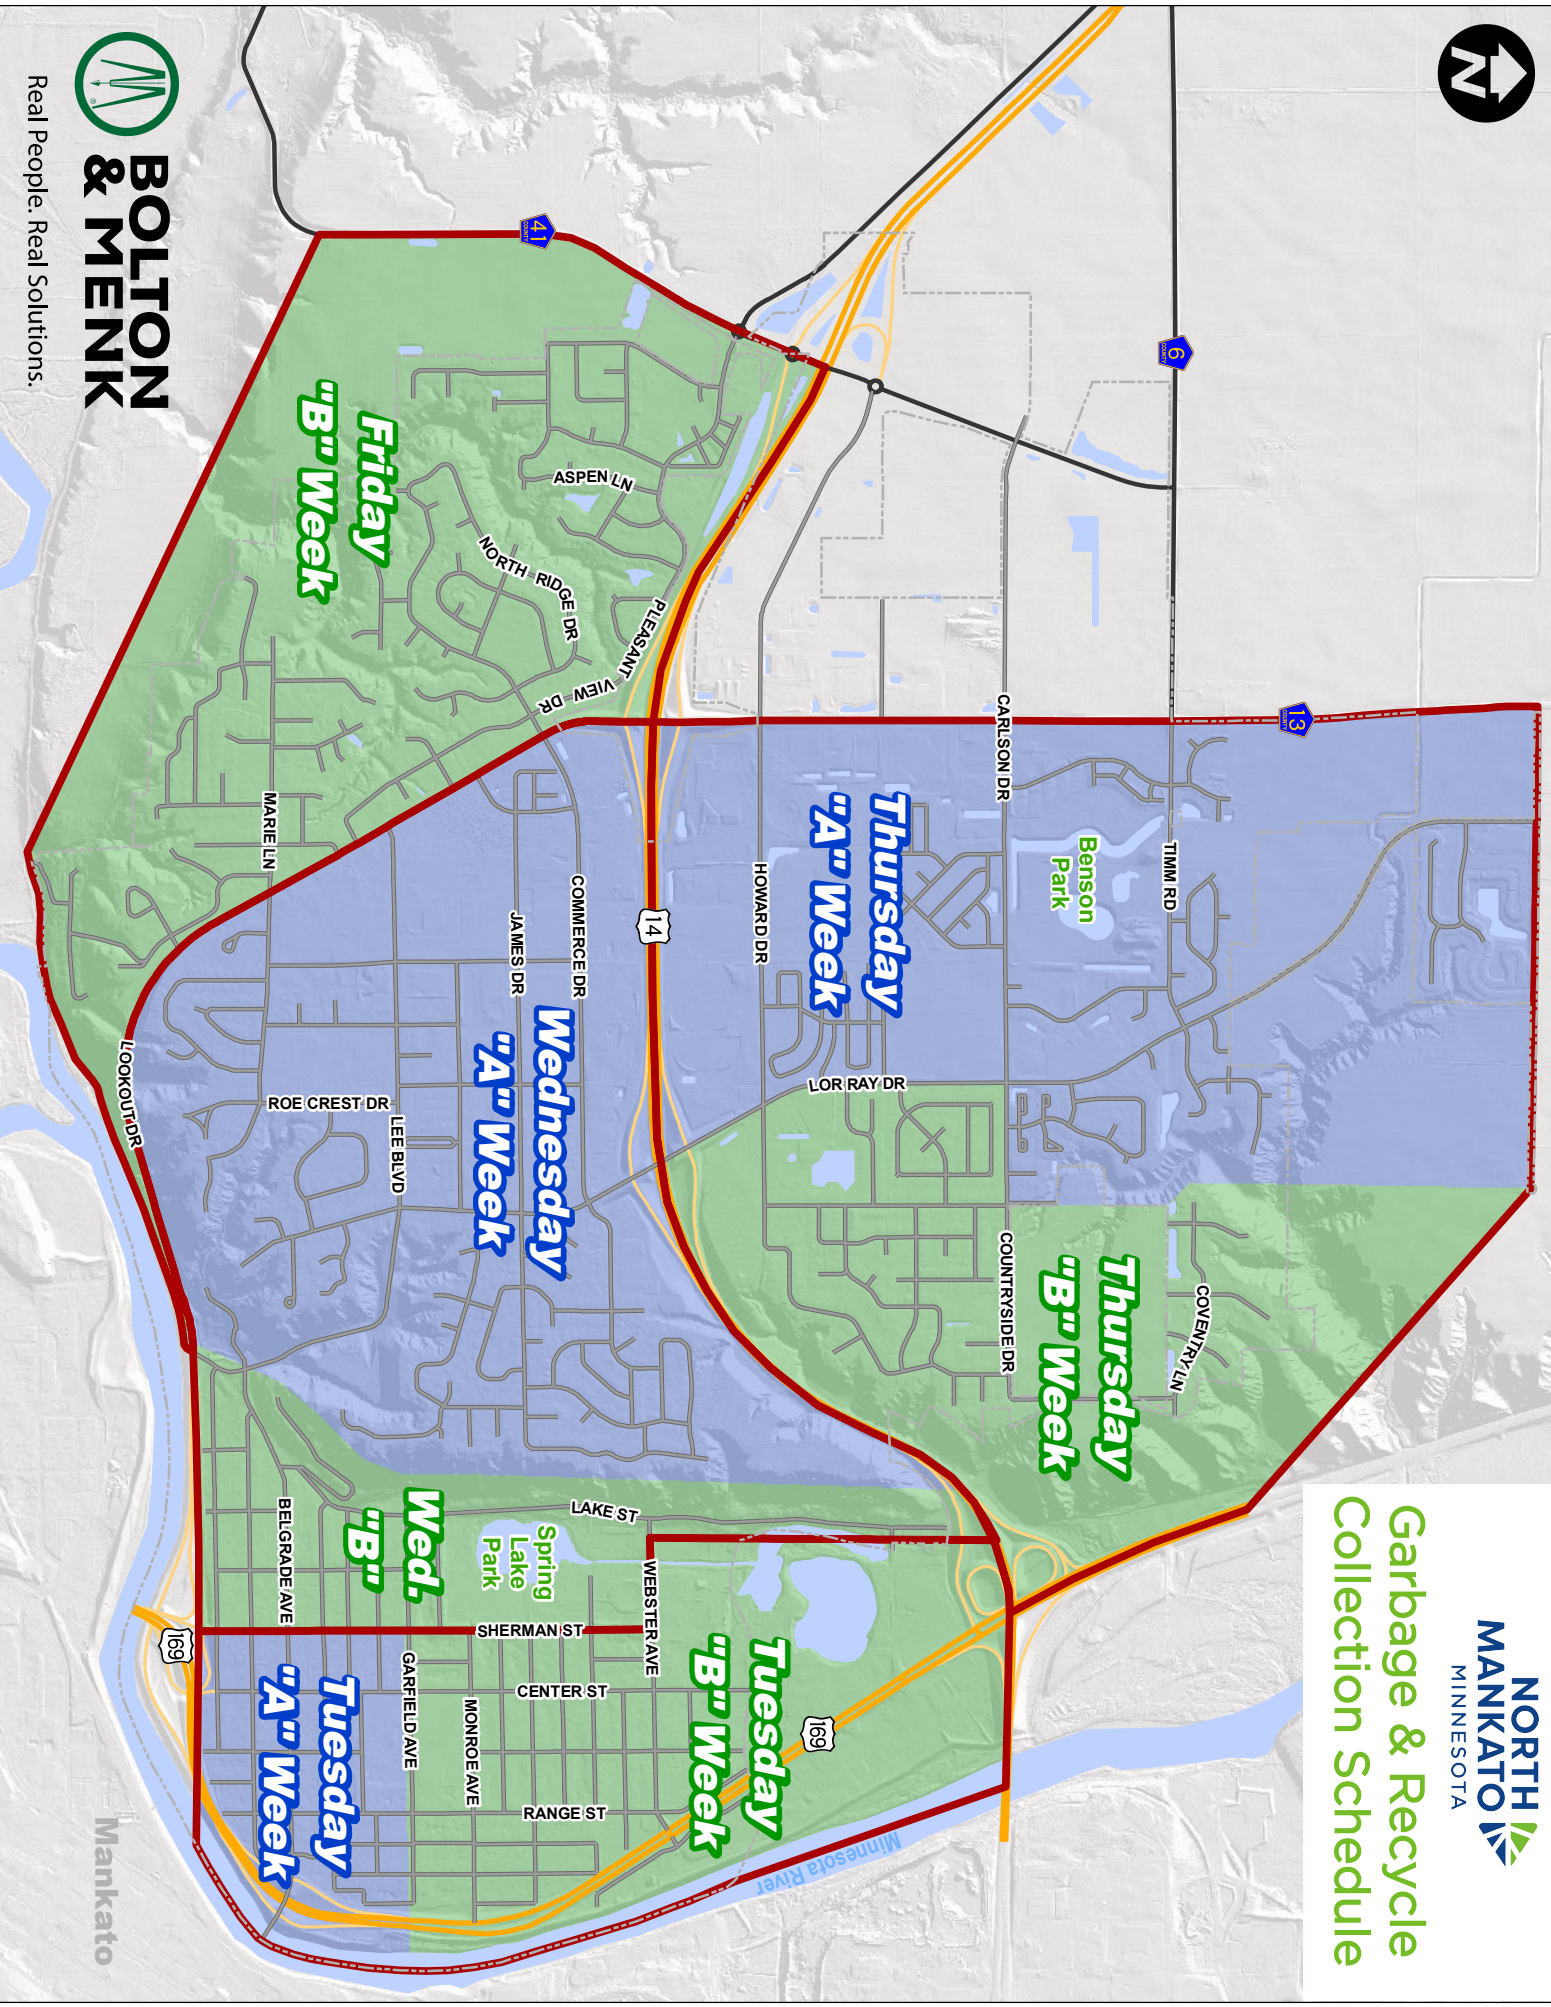 NORTH
MANKATO
MINNESOTA
Garbage & Recycle
Collection Schedule
N
BOLTON
& MENK
®
Real People. Real Solutions.
41
COUNTY
6
COUNTY
13
COUNTY
14
169
169
Friday
"B" Week
Thursday
"A" Week
Thursday
"B" Week
Wednesday
"A" Week
Wed.
"B"
Tuesday
"B" Week
Tuesday
"A" Week
Benson
Park
Spring
Lake
Park
ASPEN LN
NORTH RIDGE DR
PLEASANT VIEW DR
MARIE LN
LOOKOUT DR
CARLSON DR
TIMM RD
HOWARD DR
COMMERCE DR
JAMES DR
LOR RAY DR
ROE CREST DR
LEE BLVD
COUNTRYSIDE DR
COVENTRY LN
LAKE ST
BELGRADE AVE
WEBSTER AVE
SHERMAN ST
GARFIELD AVE
CENTER ST
MONROE AVE
RANGE ST
Minnesota River
Mankato